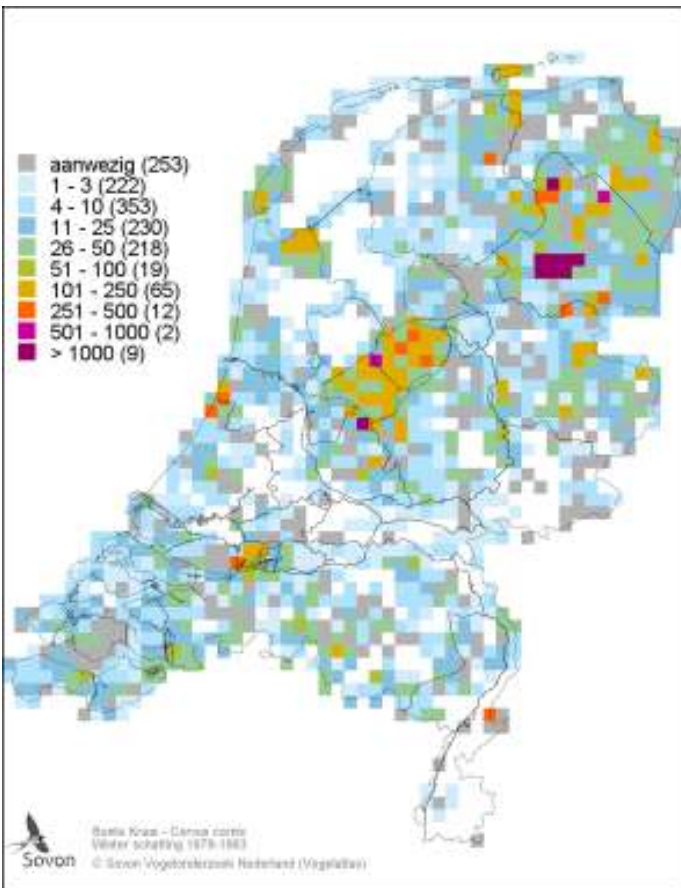 aanwezig (253)
1 - 3 (222)
4 - 10 (353)
11 - 25 (230)
26 - 50 (218)
51 - 100 (19)
101 - 250 (65)
251 - 500 (12)
501 - 1000 (2)
> 1000 (9)
Bonte Kraai - Corvus cornix
Winter schatting 1978-1983
© Sovon Vogelonderzoek Nederland (Vogelatlas)
Sovon